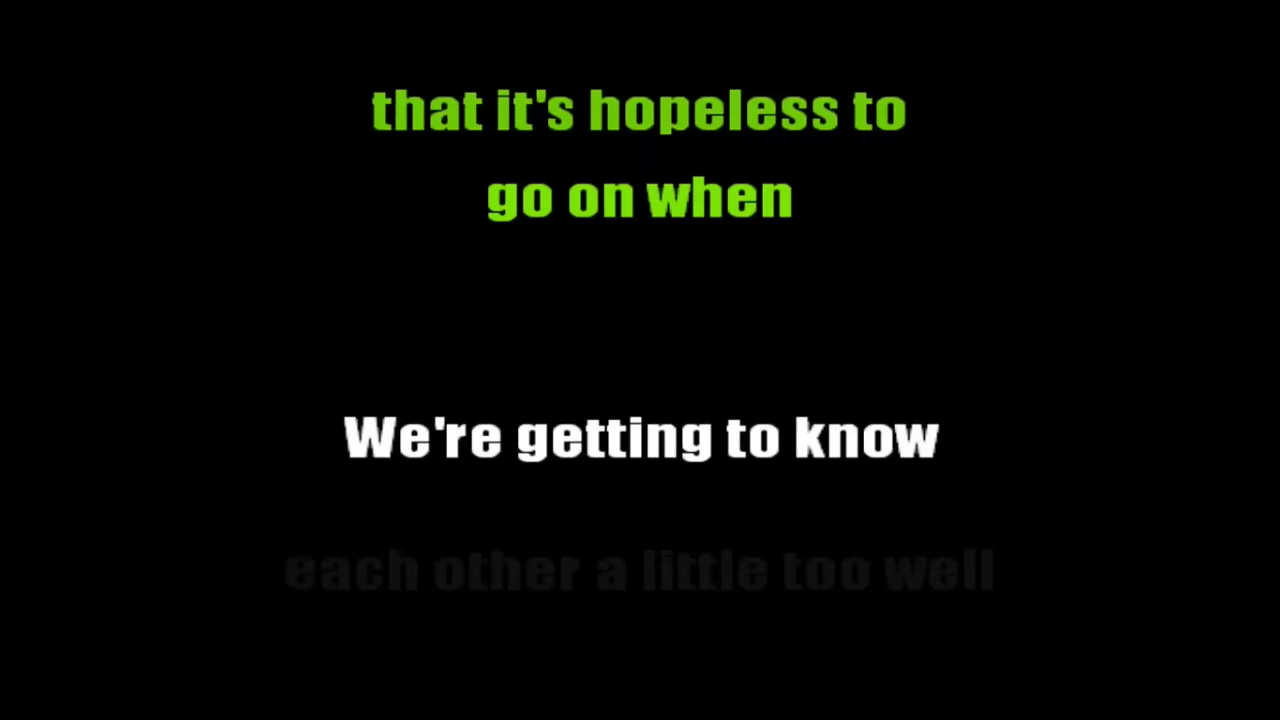 that it's hopeless to
go on when
We're getting to know
each other a little too well